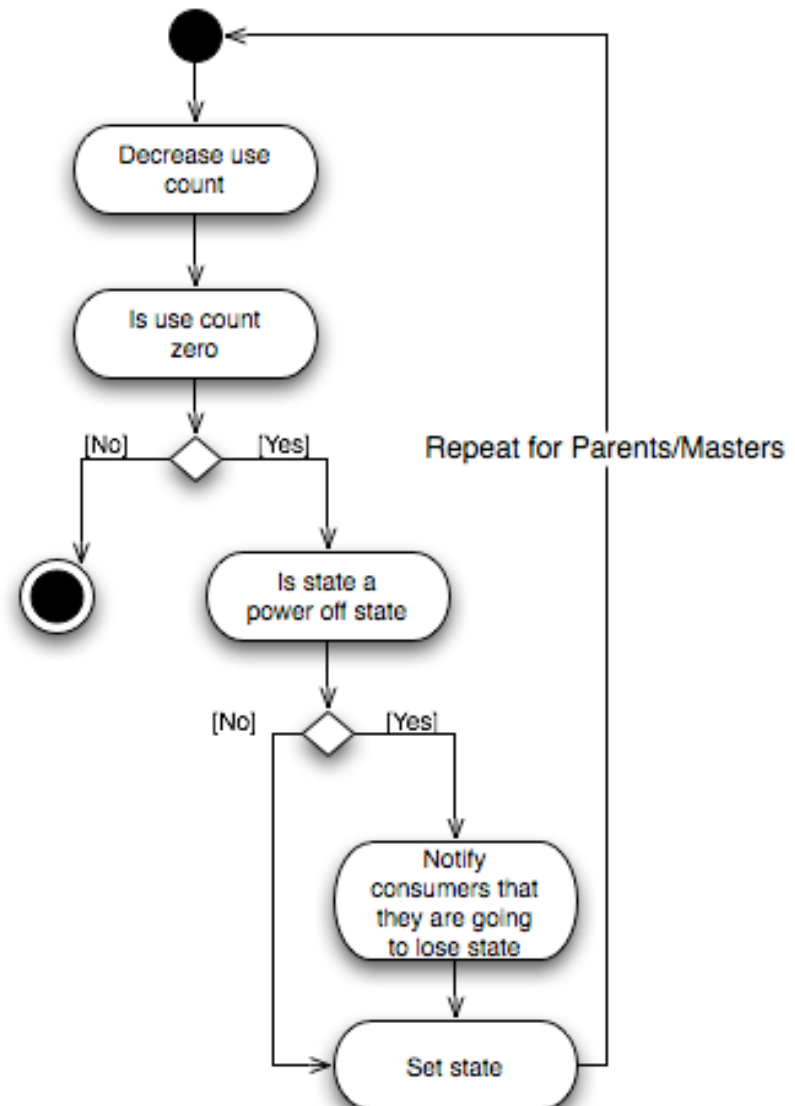 Decrease use
count
Is use count
zero
[No]
[Yes]
Repeat for Parents/Masters
Is state a
power off state
[No]
[Yes]
Notify
consumers that
they are going
to lose state
Set state